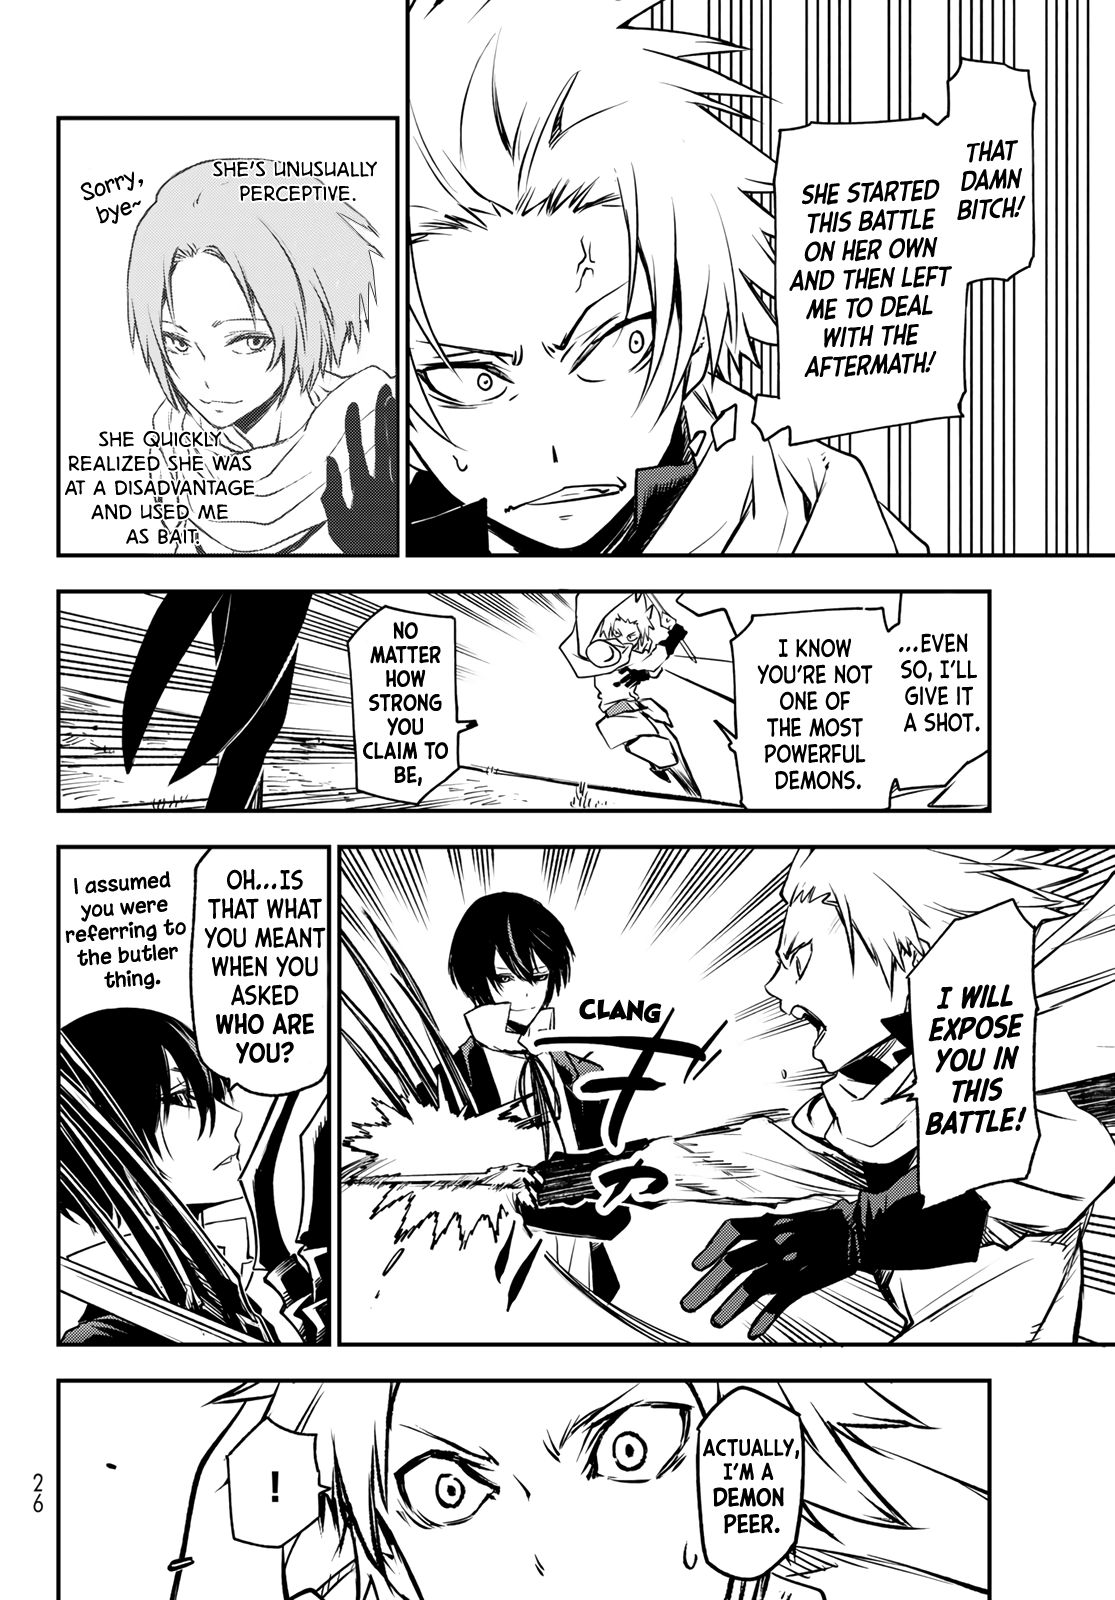 THAT
DAMN
BITCH!
SHE STARTED
THIS BATTLE
ON HER OWN
AND THEN LEFT
ME TO DEAL
WITH THE
AFTERMATH!
SHE'S UNUSUALLY
PERCEPTIVE.
Sorry,
bye~
SHE QUICKLY
REALIZED SHE WAS
AT A DISADVANTAGE
AND USED ME
AS BAIT.
...EVEN
SO, I'LL
GIVE IT
A SHOT.
I KNOW
YOU'RE NOT
ONE OF
THE MOST
POWERFUL
DEMONS.
NO
MATTER
HOW
STRONG
YOU
CLAIM TO
BE,
I WILL
EXPOSE
YOU IN
THIS
BATTLE!
CLANG
ギィ
カ
OH...IS
THAT WHAT
YOU MEANT
WHEN YOU
ASKED
WHO ARE
YOU?
I assumed
you were
referring to
the butler
thing.
ACTUALLY,
I'M A
DEMON
PEER.
!
26